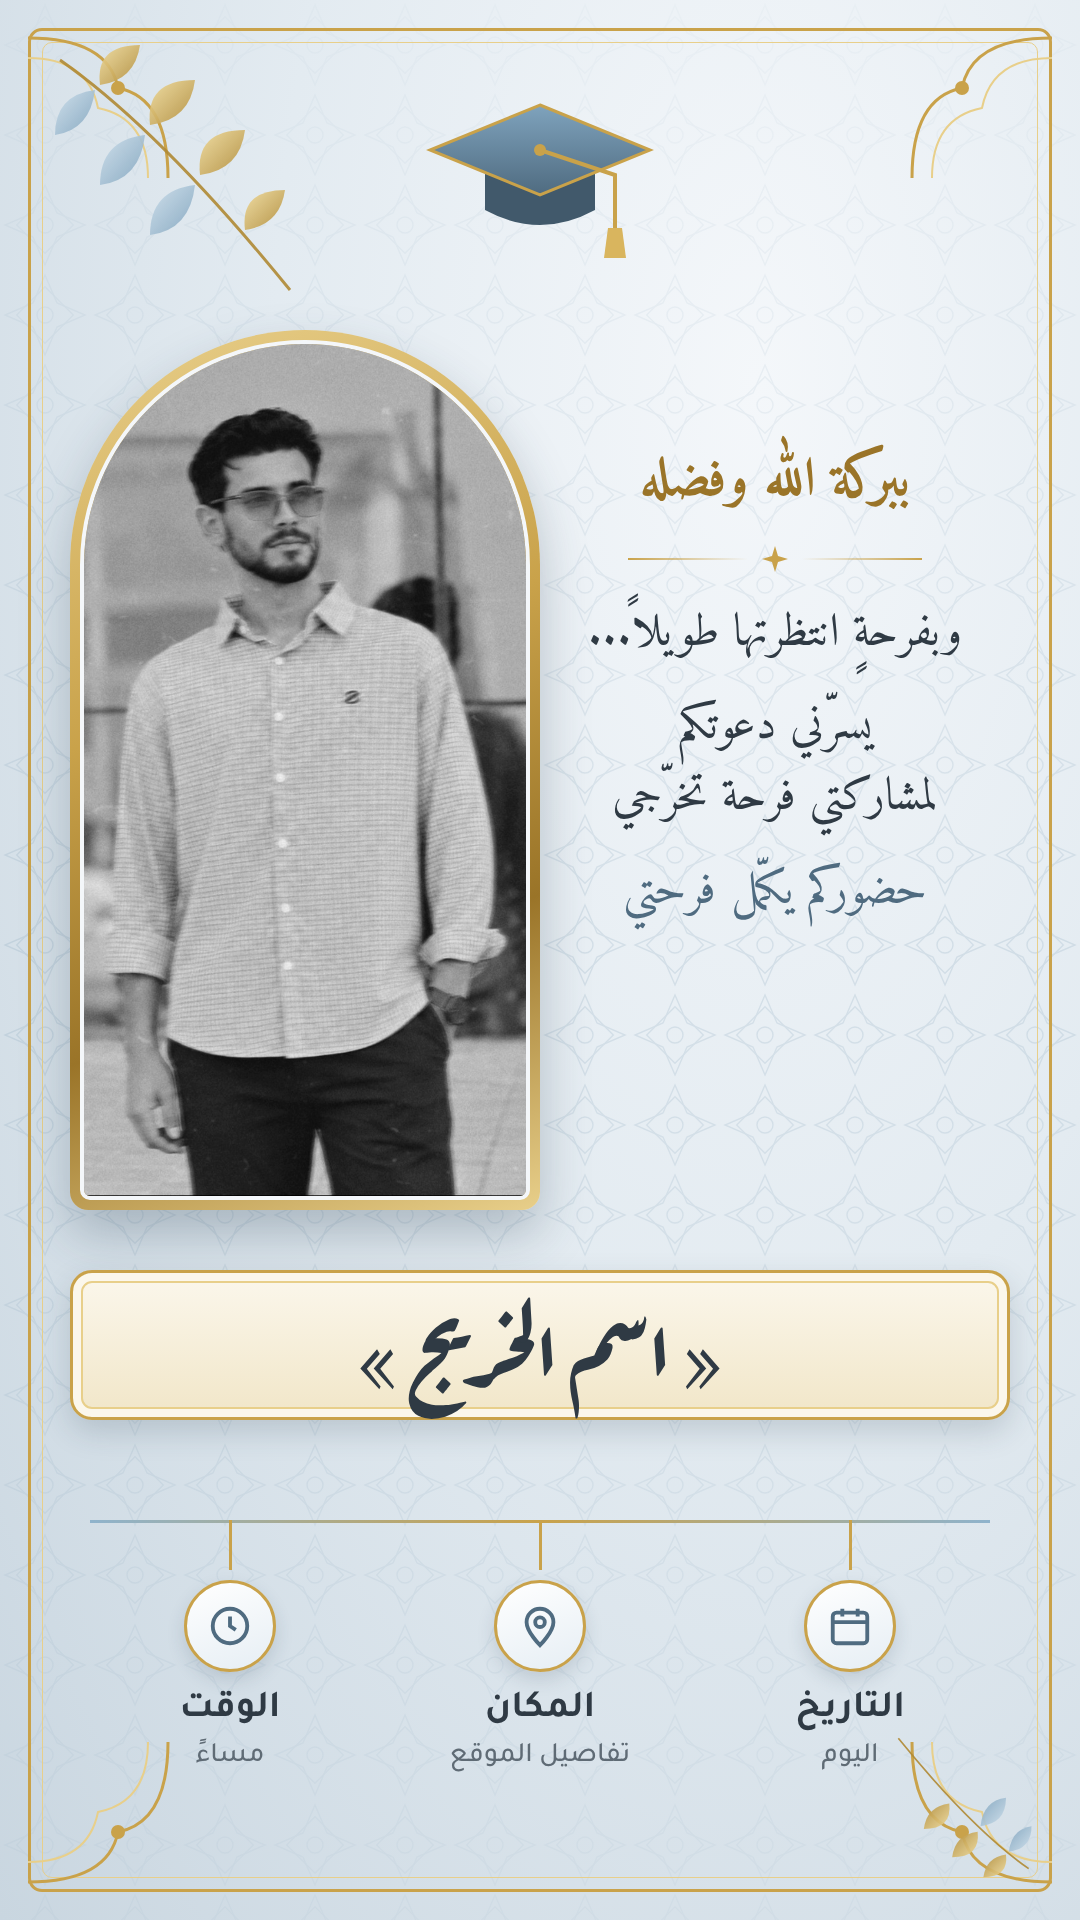 ببركة الله وفضله
وبفرحةٍ انتظرتها طويلاً...
يسرّني دعوتكم
لمشاركتي فرحة تخرّجي
حضوركم يكمّل فرحتي
« اسم الخريج »
التاريخ
اليوم
المكان
تفاصيل الموقع
الوقت
مساءً